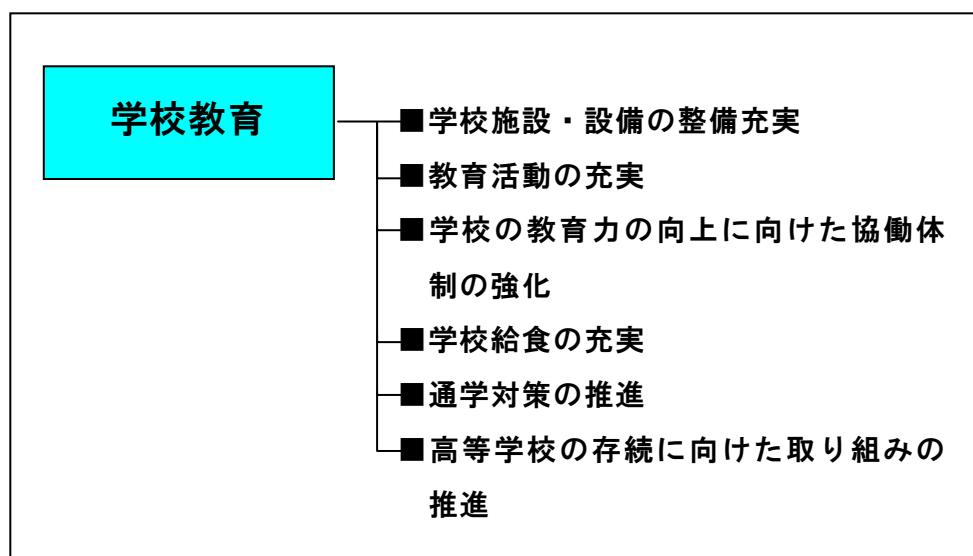 学校教育
■学校施設・設備の整備充実
■教育活動の充実
■学校の教育力の向上に向けた協働体
制の強化
■学校給食の充実
■通学対策の推進
■高等学校の存続に向けた取り組みの
推進